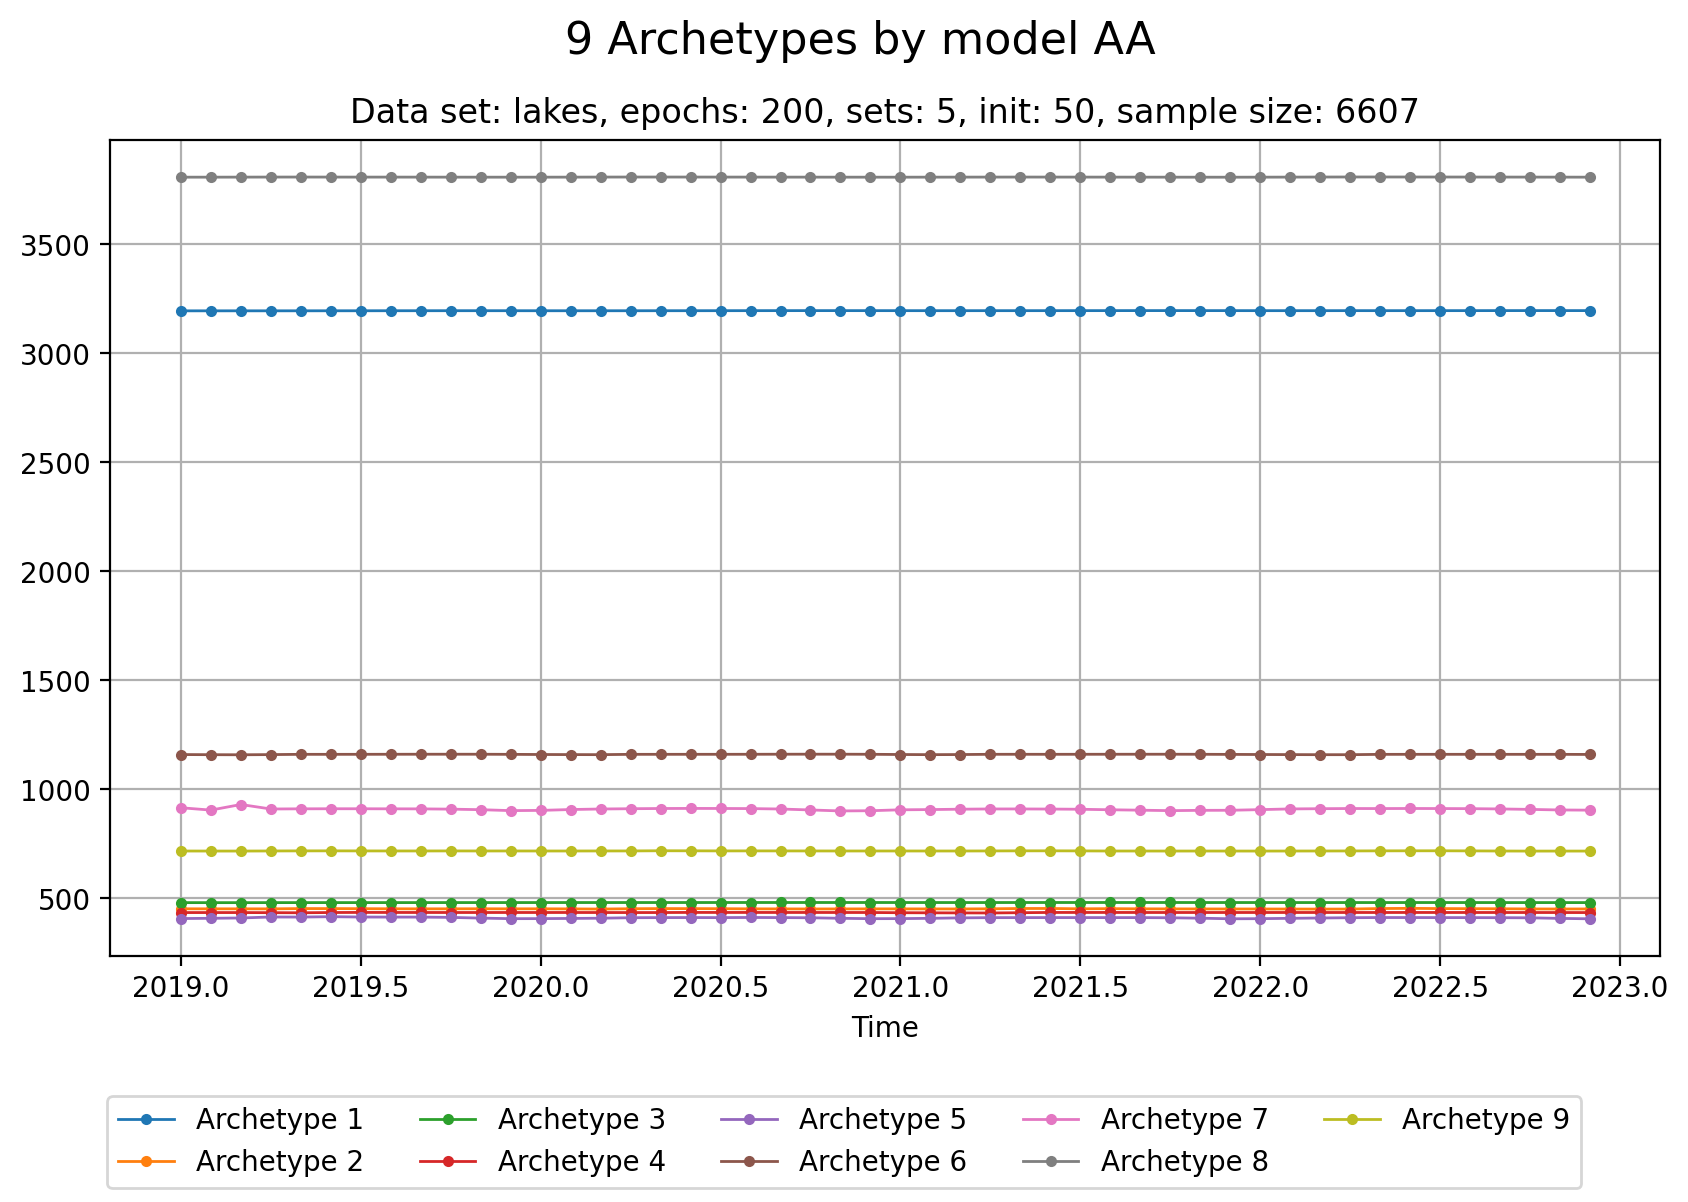 9 Archetypes by model AA
Data set: lakes, epochs: 200, sets: 5, init: 50, sample size: 6607
3500
3000
2500
2000
1500
1000
500
2019.0 2019.5 2020.0 2020.5 2021.0 2021.5 2022.0 2022.5 2023.0
Time
Archetype 1 Archetype 3 Archetype 5 Archetype 7 Archetype 9
Archetype 2 Archetype 4 Archetype 6 Archetype 8